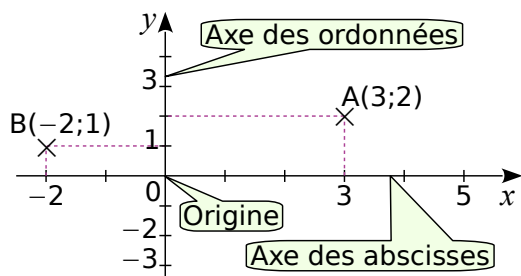 y
Axe des ordonnées
3
A(3;2)
B(−2;1)
1
−2
0
3
5
x
Origine
−2
Axe des abscisses
−3